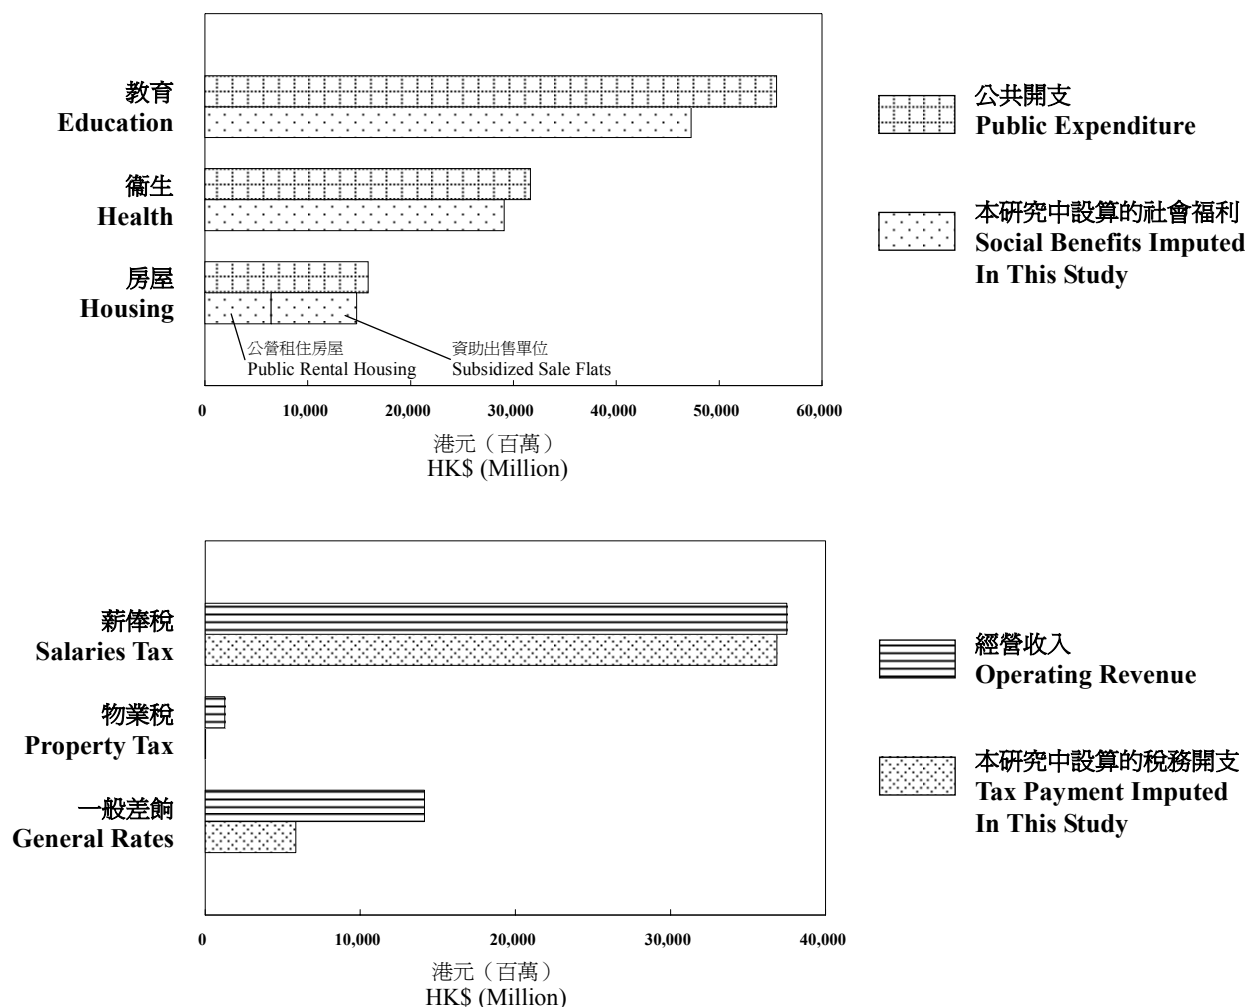 教育
Education
衞生
Health
房屋
Housing
公營租住房屋
Public Rental Housing
資助出售單位
Subsidized Sale Flats
0 10,000 20,000 30,000 40,000 50,000 60,000
港元（百萬）
HK$ (Million)
公共開支
Public Expenditure
本研究中設算的社會福利
Social Benefits Imputed
In This Study
薪俸稅
Salaries Tax
物業稅
Property Tax
一般差餉
General Rates
0 10,000 20,000 30,000 40,000
港元（百萬）
HK$ (Million)
經營收入
Operating Revenue
本研究中設算的稅務開支
Tax Payment Imputed
In This Study